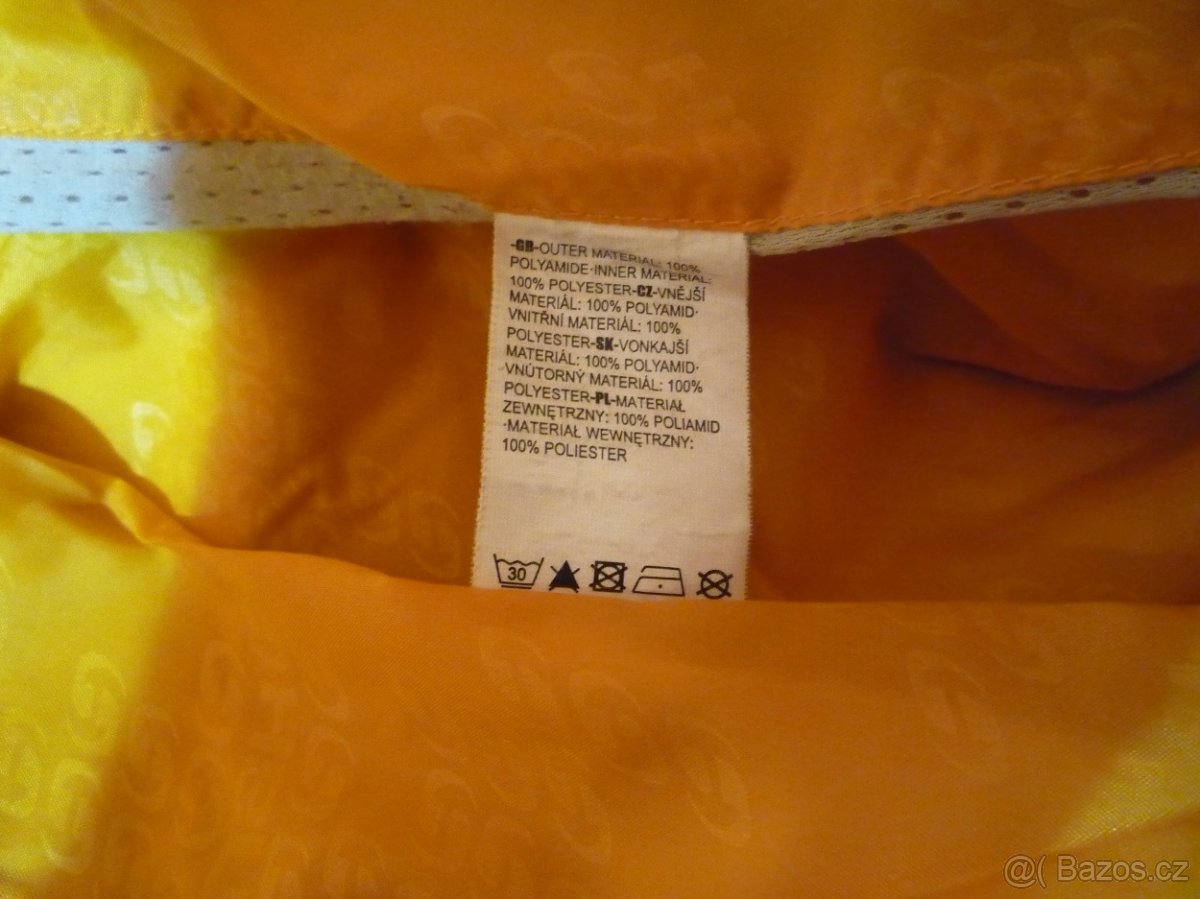 -GB-OUTER MATERIAL: 100%
POLYAMIDE·INNER MATERIAL:
100% POLYESTER-CZ-VNĚJŠÍ
MATERIÁL: 100% POLYAMID·
VNITŘNÍ MATERIÁL: 100%
POLYESTER-SK-VONKAJŠÍ
MATERIÁL: 100% POLYAMID·
VNÚTORNÝ MATERIÁL: 100%
POLYESTER-PL-MATERIAŁ
ZEWNĘTRZNY: 100% POLIAMID
·MATERIAŁ WEWNĘTRZNY:
100% POLIESTER
30
@( Bazos.cz